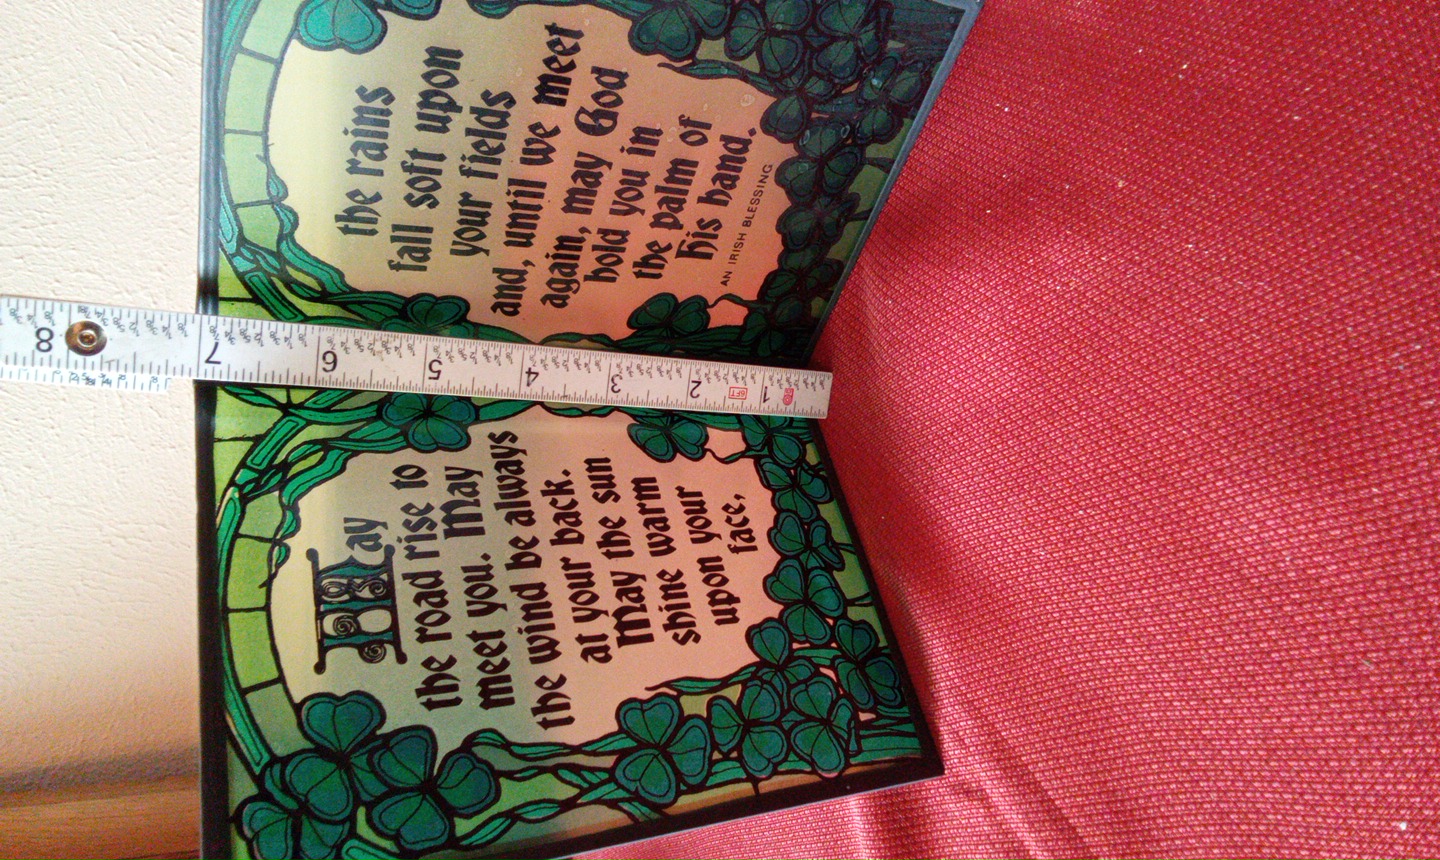 May
the road rise to
meet you. May
the wind be always
at your back.
May the sun
shine warm
upon your
face,
the rains
fall soft upon
your fields
and, until we meet
again, may God
hold you in
the palm of
his hand.
AN IRISH BLESSING
1
6FT
2
3
4
5
6
7
8